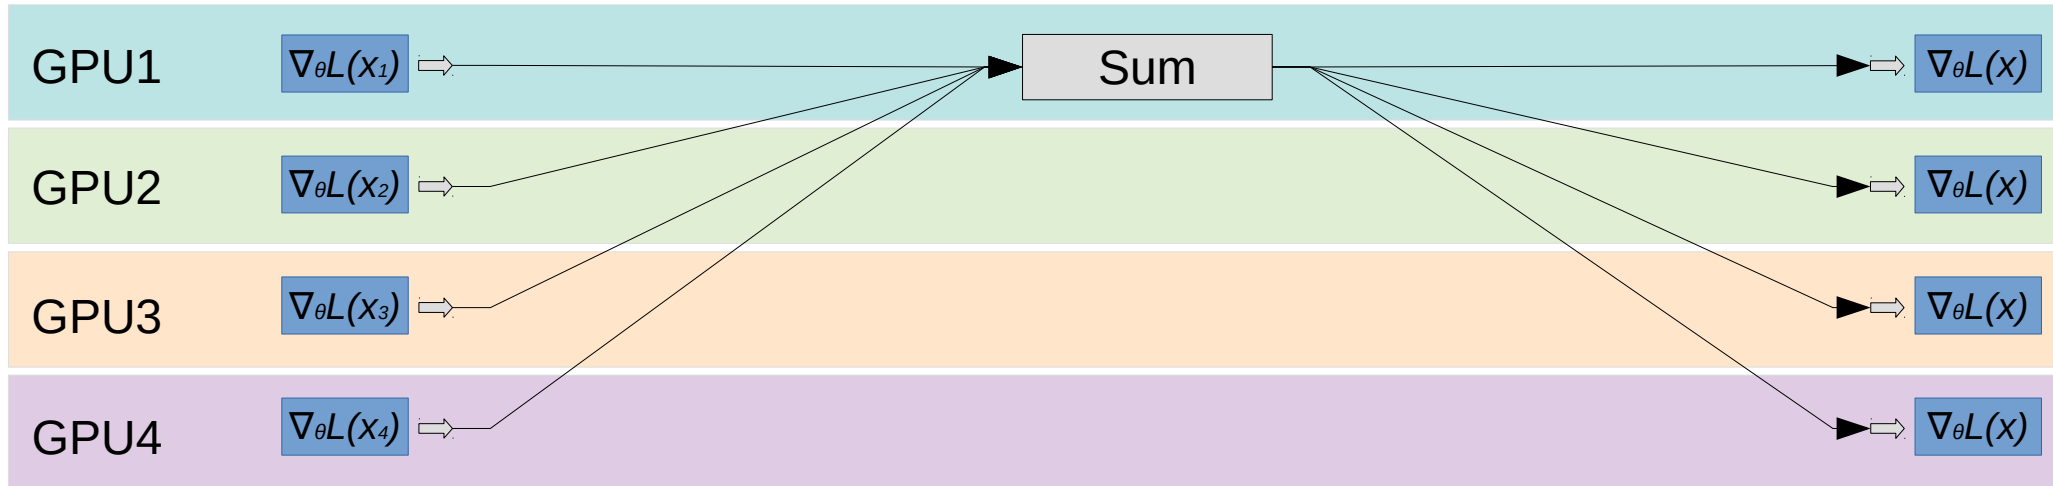 GPU1 ∇θL(x1) Sum ∇θL(x)
GPU2 ∇θL(x2) ∇θL(x)
GPU3 ∇θL(x3) ∇θL(x)
GPU4 ∇θL(x4) ∇θL(x)